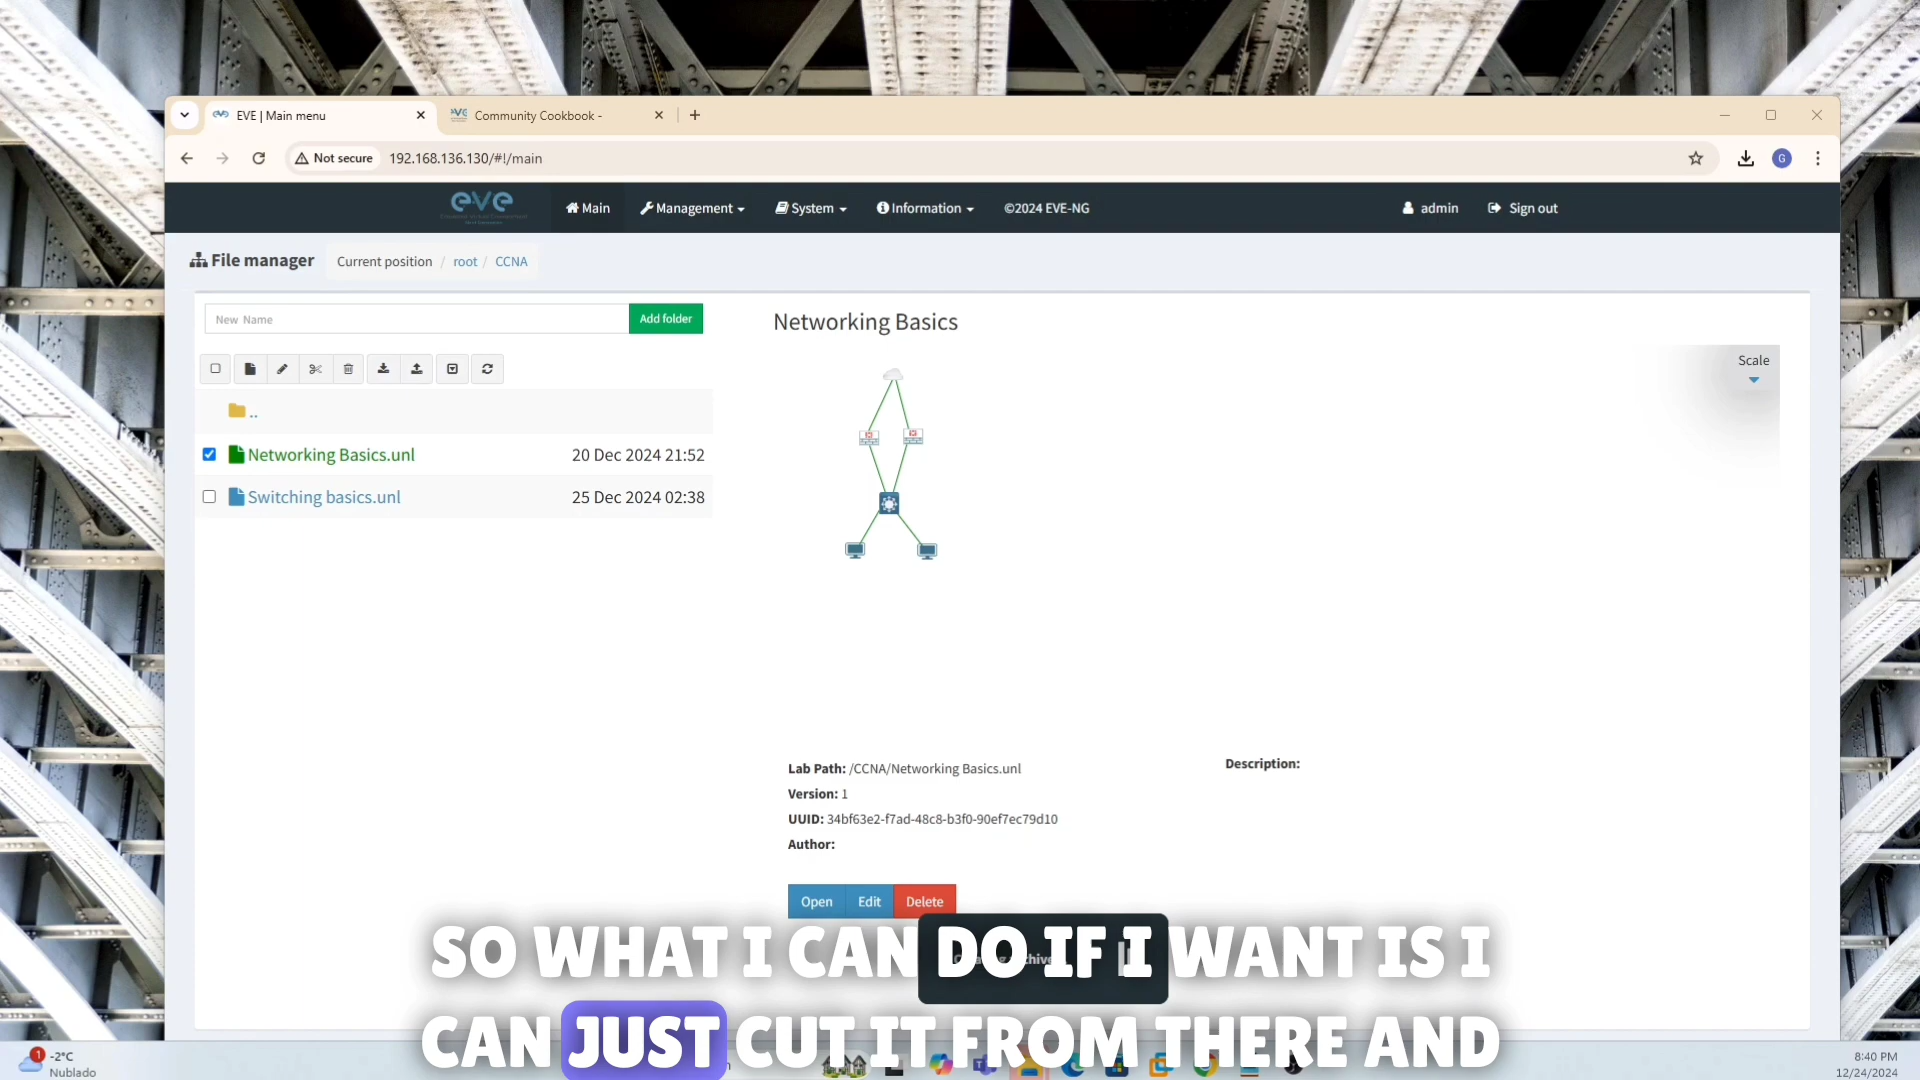 EVE | Main menu
Community Cookbook -
Not secure
192.168.136.130/#!/main
G
eve
Main
Management
System
Information
©2024 EVE-NG
admin
Sign out
File manager
Current position / root / CCNA
New Name
Add folder
Networking Basics
Scale
..
Networking Basics.unl
20 Dec 2024 21:52
Switching basics.unl
25 Dec 2024 02:38
Lab Path: /CCNA/Networking Basics.unl
Description:
Version: 1
UUID: 34bf63e2-f7ad-48c8-b3f0-90ef7ec79d10
Author:
Open
Edit
Delete
SO WHAT I CAN DO IF I WANT IS I
CAN JUST CUT IT FROM THERE AND
1
-2°C
Nublado
8:40 PM
12/24/2024